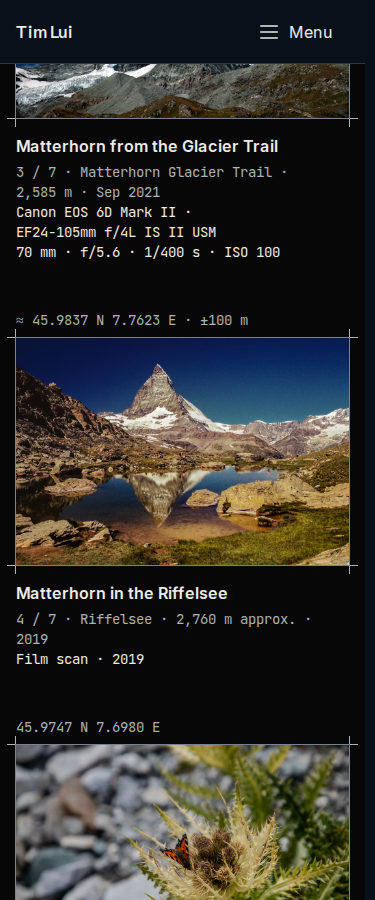 Tim Lui
Menu
Matterhorn from the Glacier Trail
3 / 7 · Matterhorn Glacier Trail ·
2,585 m · Sep 2021
Canon EOS 6D Mark II ·
EF24-105mm f/4L IS II USM
70 mm · f/5.6 · 1/400 s · ISO 100
≈ 45.9837 N 7.7623 E · ±100 m
Matterhorn in the Riffelsee
4 / 7 · Riffelsee · 2,760 m approx. ·
2019
Film scan · 2019
45.9747 N 7.6980 E